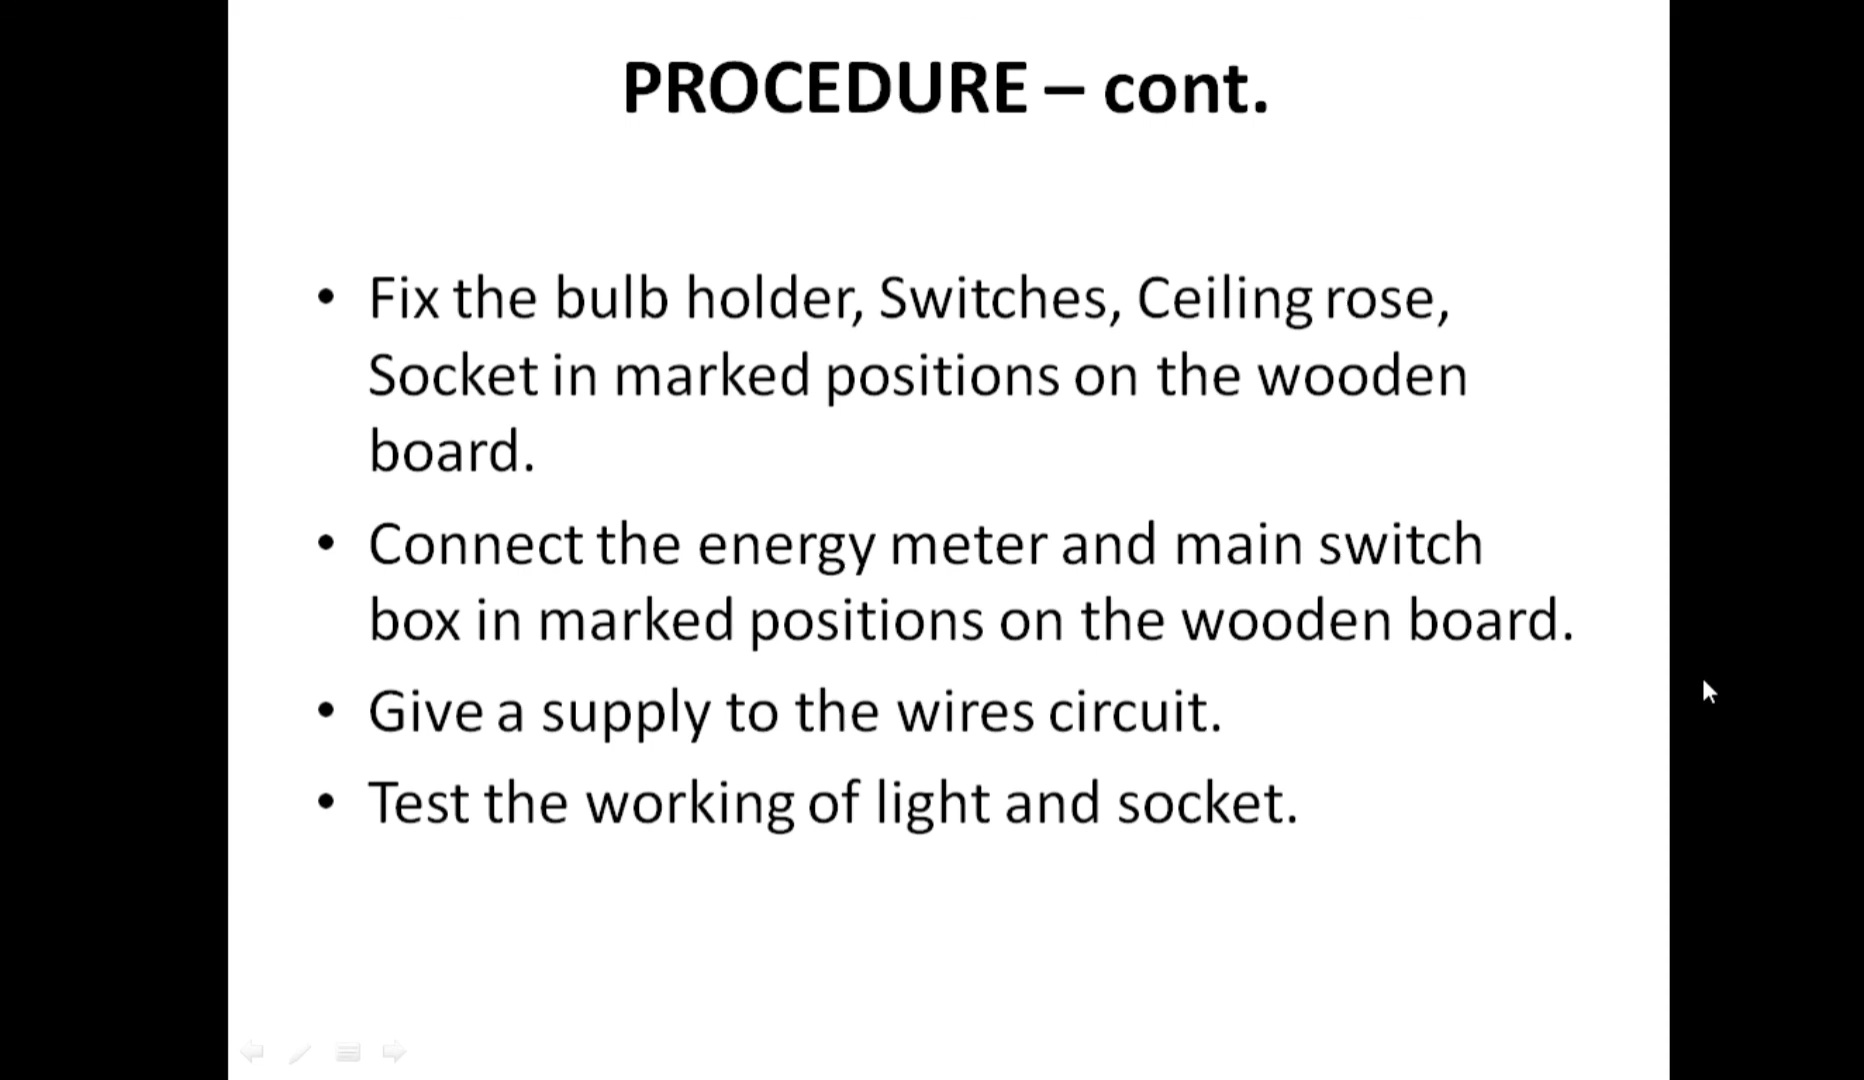 PROCEDURE – cont.
• Fix the bulb holder, Switches, Ceiling rose,
Socket in marked positions on the wooden
board.
• Connect the energy meter and main switch
box in marked positions on the wooden board.
• Give a supply to the wires circuit.
• Test the working of light and socket.